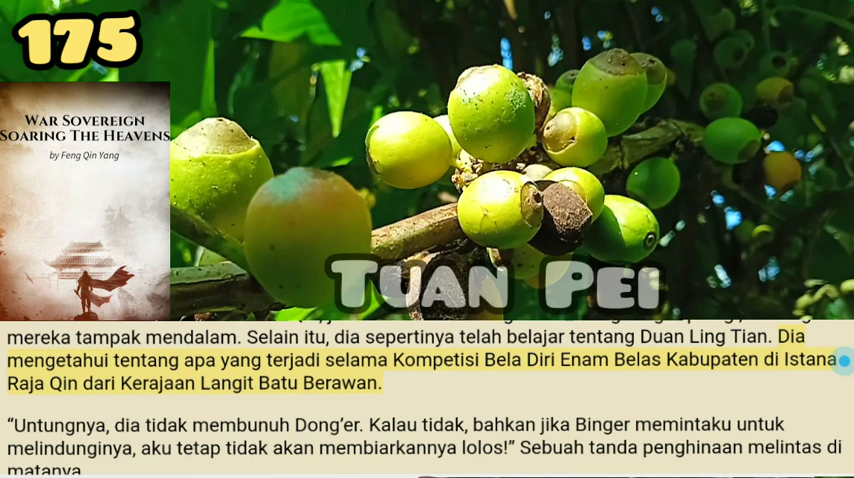 175
WAR SOVEREIGN
SOARING THE HEAVENS
by Feng Qin Yang
TUAN PEI
mereka tampak mendalam. Selain itu, dia sepertinya telah belajar tentang Duan Ling Tian. Dia
mengetahui tentang apa yang terjadi selama Kompetisi Bela Diri Enam Belas Kabupaten di Istana
Raja Qin dari Kerajaan Langit Batu Berawan.
“Untungnya, dia tidak membunuh Dong’er. Kalau tidak, bahkan jika Binger memintaku untuk
melindunginya, aku tetap tidak akan membiarkannya lolos!” Sebuah tanda penghinaan melintas di
matanya